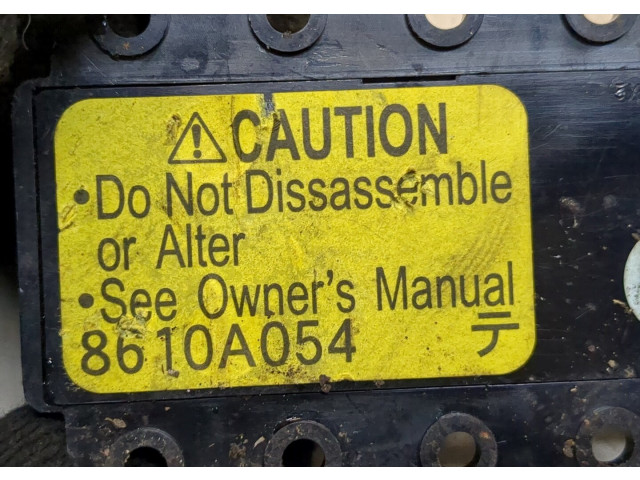 ⚠ CAUTION
•Do Not Dissassemble
or Alter
•See Owner's Manual
8610A054 テ